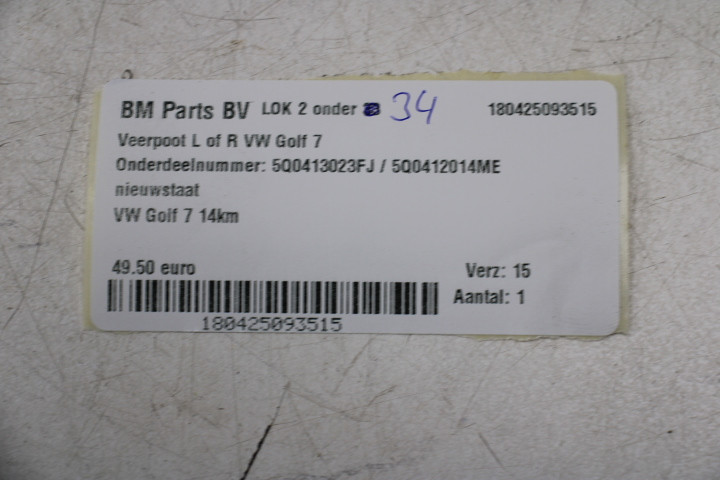 BM Parts BV LOK 2 onder 34 180425093515
Veerpoot L of R VW Golf 7
Onderdeelnummer: 5Q0413023FJ / 5Q0412014ME
nieuwstaat
VW Golf 7 14km
49.50 euro Verz: 15
Aantal: 1
180425093515